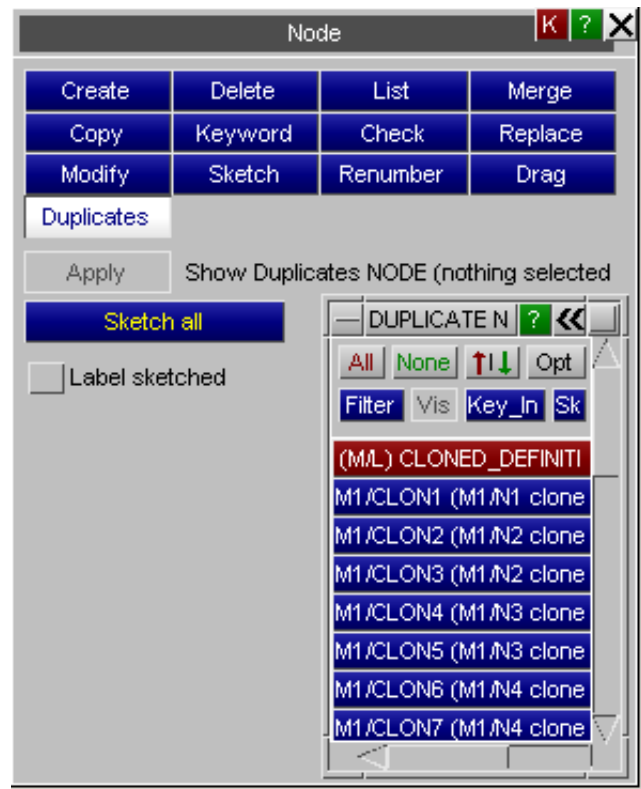 Node K ? X
Create Delete List Merge
Copy Keyword Check Replace
Modify Sketch Renumber Drag
Duplicates
Apply Show Duplicates NODE (nothing selected
Sketch all
Label sketched
DUPLICATE N ?
All None Opt
Filter Vis Key_In Sk
(M/L) CLONED_DEFINITI
M1/CLON1 (M1/N1 clone
M1/CLON2 (M1/N2 clone
M1/CLON3 (M1/N2 clone
M1/CLON4 (M1/N3 clone
M1/CLON5 (M1/N3 clone
M1/CLON6 (M1/N4 clone
M1/CLON7 (M1/N4 clone